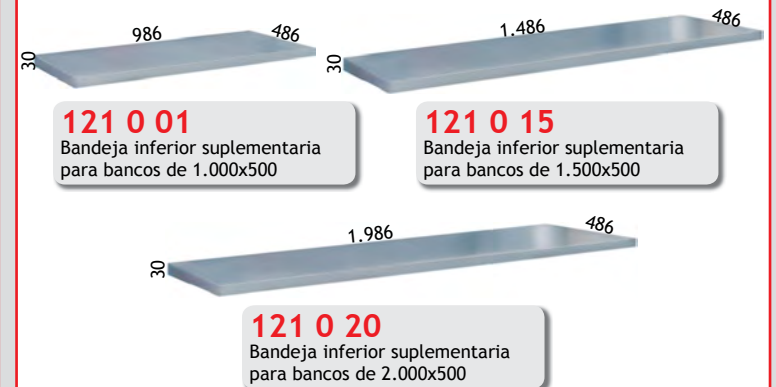 986 486
30
121 0 01
Bandeja inferior suplementaria
para bancos de 1.000x500
1.486 486
30
121 0 15
Bandeja inferior suplementaria
para bancos de 1.500x500
1.986 486
30
121 0 20
Bandeja inferior suplementaria
para bancos de 2.000x500